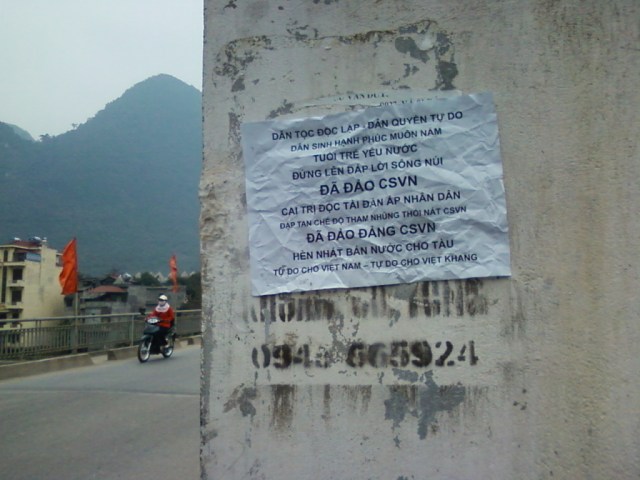 DÂN TỘC ĐỘC LẬP - DÂN QUYỀN TỰ DO
DÂN SINH HẠNH PHÚC MUÔN NĂM
TUỔI TRẺ YÊU NƯỚC
ĐỨNG LÊN ĐÁP LỜI SÔNG NÚI
ĐẢ ĐẢO CSVN
CAI TRỊ ĐỘC TÀI ĐÀN ÁP NHÂN DÂN
ĐẬP TAN CHẾ ĐỘ THAM NHŨNG THỐI NÁT CSVN
ĐẢ ĐẢO ĐẢNG CSVN
HÈN NHÁT BÁN NƯỚC CHO TÀU
TỰ DO CHO VIỆT NAM – TỰ DO CHO VIỆT KHANG
665924